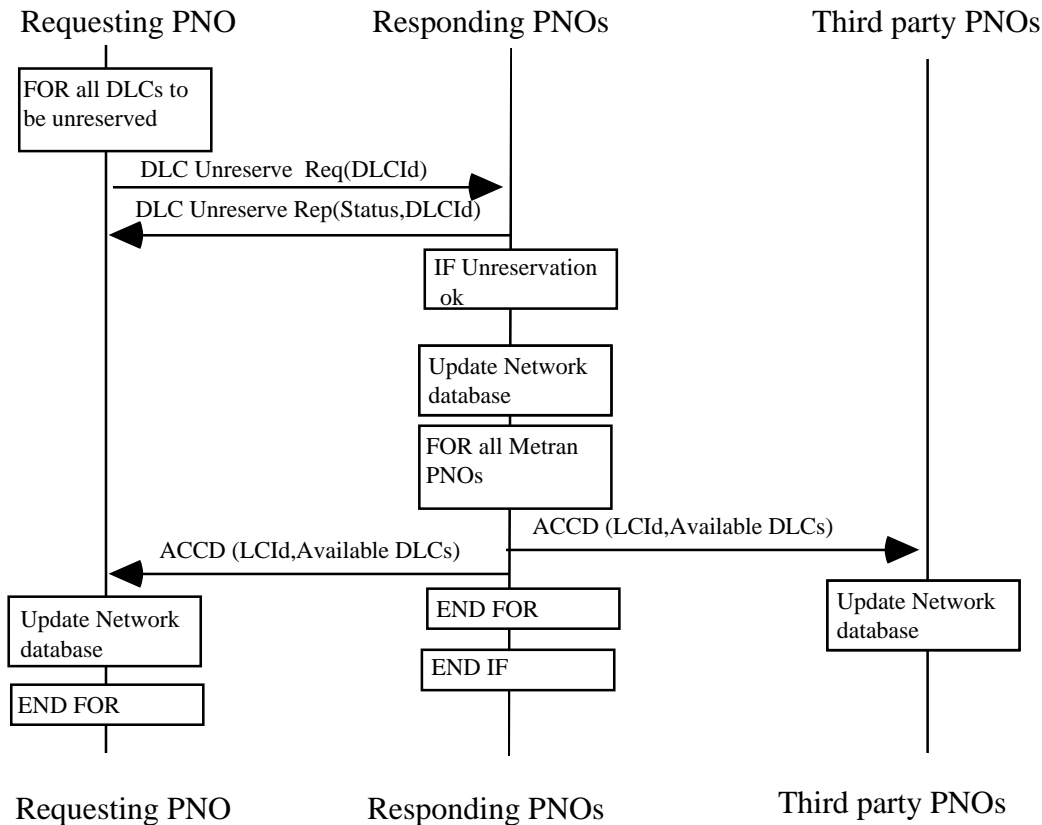 Requesting PNO
Responding PNOs
Third party PNOs
FOR all DLCs to
be unreserved
DLC Unreserve Req(DLCId)
DLC Unreserve Rep(Status,DLCId)
IF Unreservation
ok
Update Network
database
FOR all Metran
PNOs
ACCD (LCId,Available DLCs)
ACCD (LCId,Available DLCs)
END FOR
Update Network
database
Update Network
database
END IF
END FOR
Requesting PNO
Responding PNOs
Third party PNOs